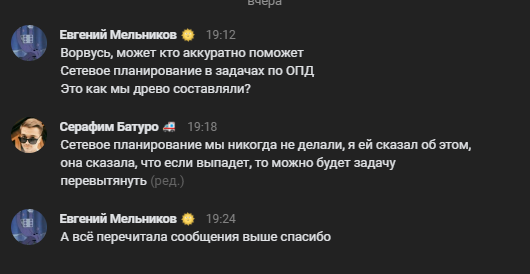 вчера
Евгений Мельников 19:12
Ворвусь, может кто аккуратно поможет
Сетевое планирование в задачах по ОПД
Это как мы древо составляли?
Серафим Батуро 19:18
Сетевое планирование мы никогда не делали, я ей сказал об этом,
она сказала, что если выпадет, то можно будет задачу
перевытянуть (ред.)
Евгений Мельников 19:24
А всё перечитала сообщения выше спасибо